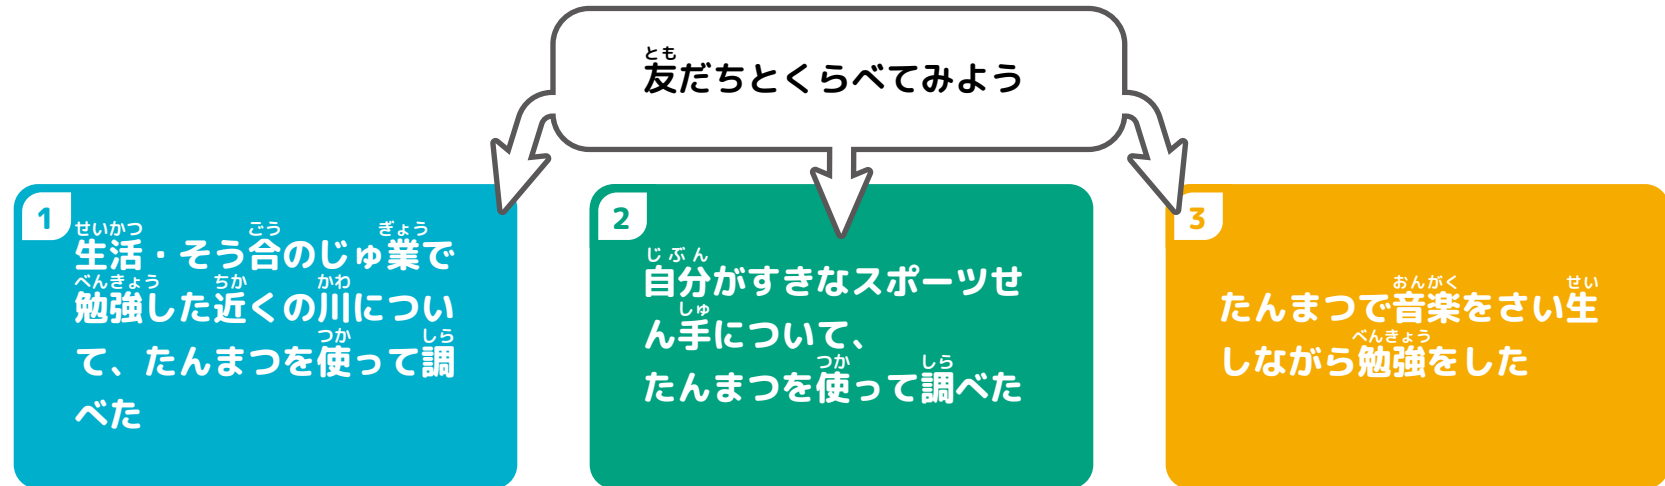 友だちとくらべてみよう
とも
1
生活・そう合のじゅ業で
せいかつ ごう ぎょう
勉強した近くの川につい
べんきょう ちか かわ
て、たんまつを使って調
つか しら
べた
2
自分がすきなスポーツせ
じぶん
ん手について、
しゅ
たんまつを使って調べた
つか しら
3
たんまつで音楽をさい生
おんがく せい
しながら勉強をした
べんきょう